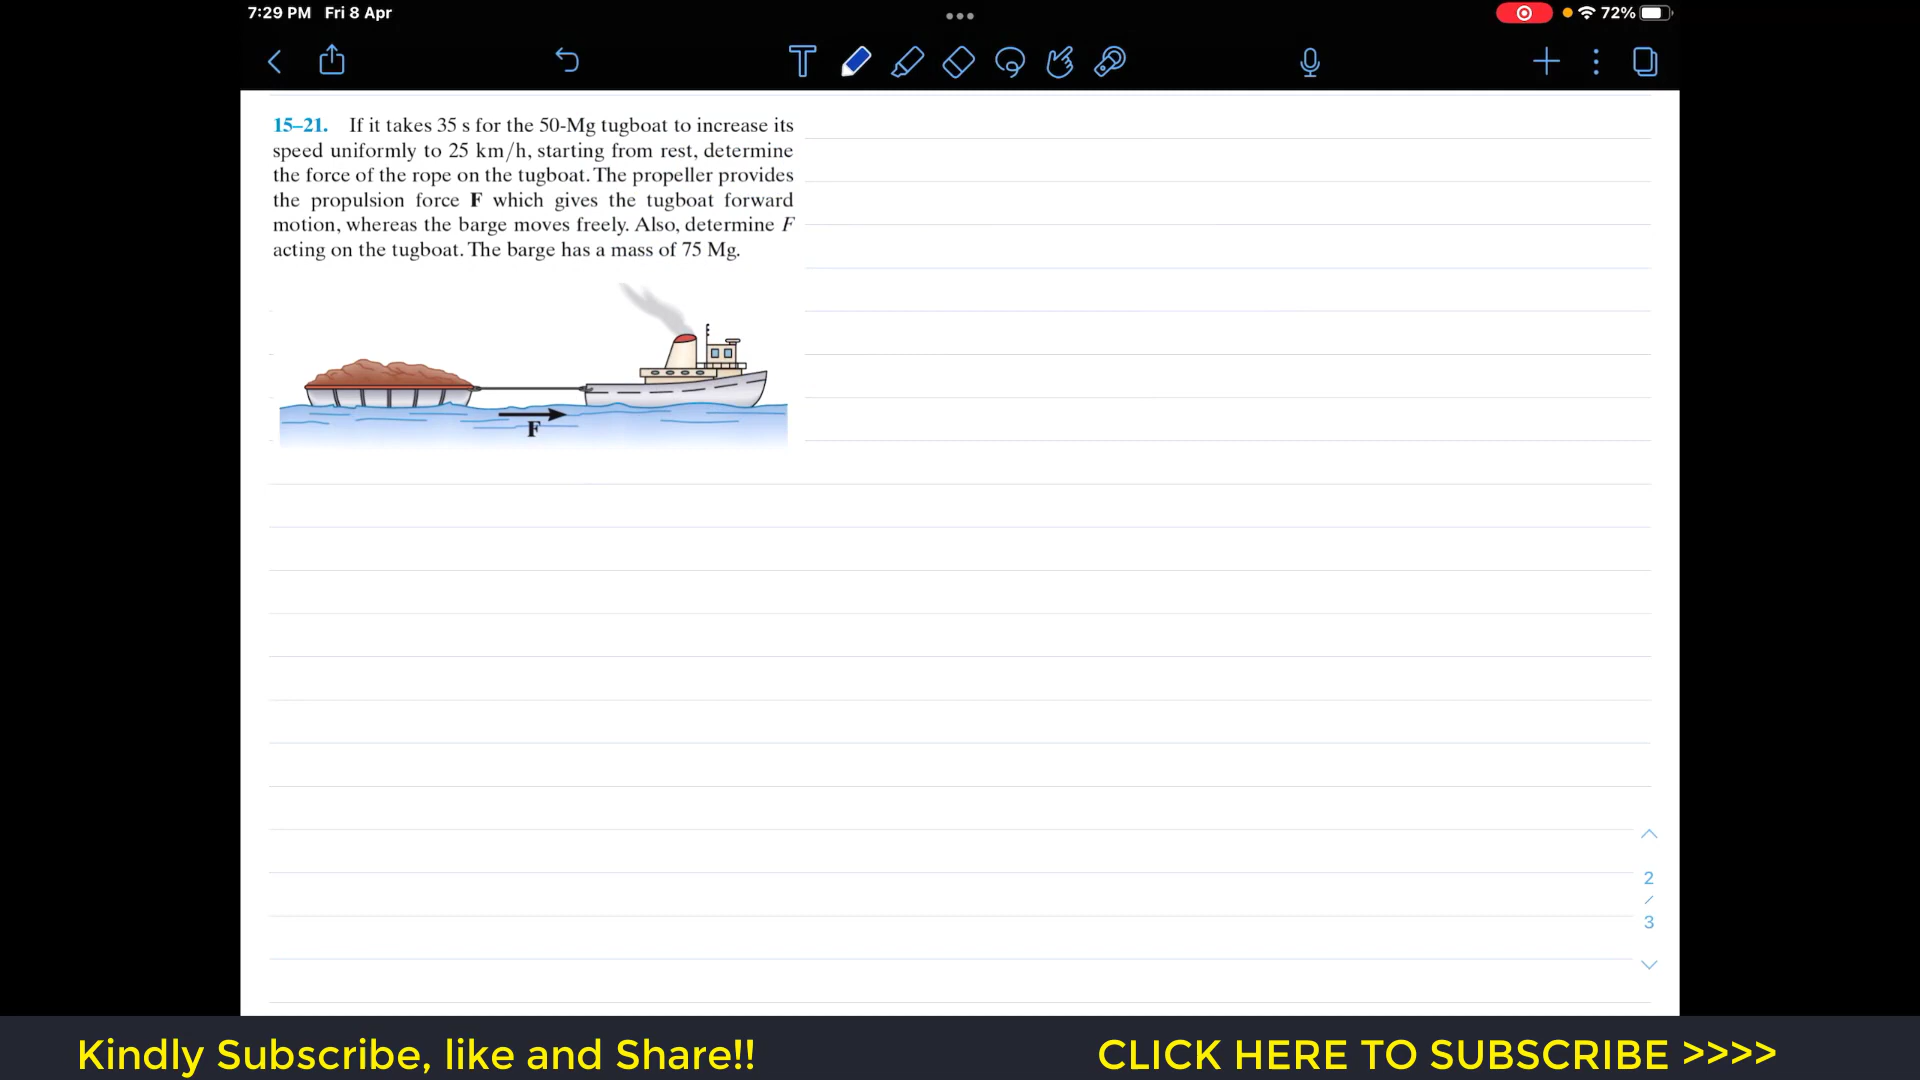 7:29 PM Fri 8 Apr
72%
15–21. If it takes 35 s for the 50-Mg tugboat to increase its
speed uniformly to 25 km/h, starting from rest, determine
the force of the rope on the tugboat. The propeller provides
the propulsion force F which gives the tugboat forward
motion, whereas the barge moves freely. Also, determine F
acting on the tugboat. The barge has a mass of 75 Mg.
F
2
/
3
Kindly Subscribe, like and Share!!
CLICK HERE TO SUBSCRIBE >>>>